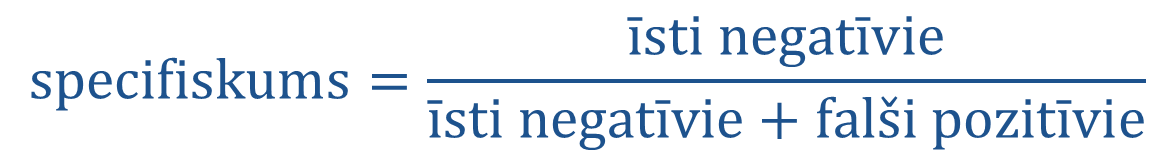 īsti negatīvie
specifiskums =
īsti negatīvie + falši pozitīvie